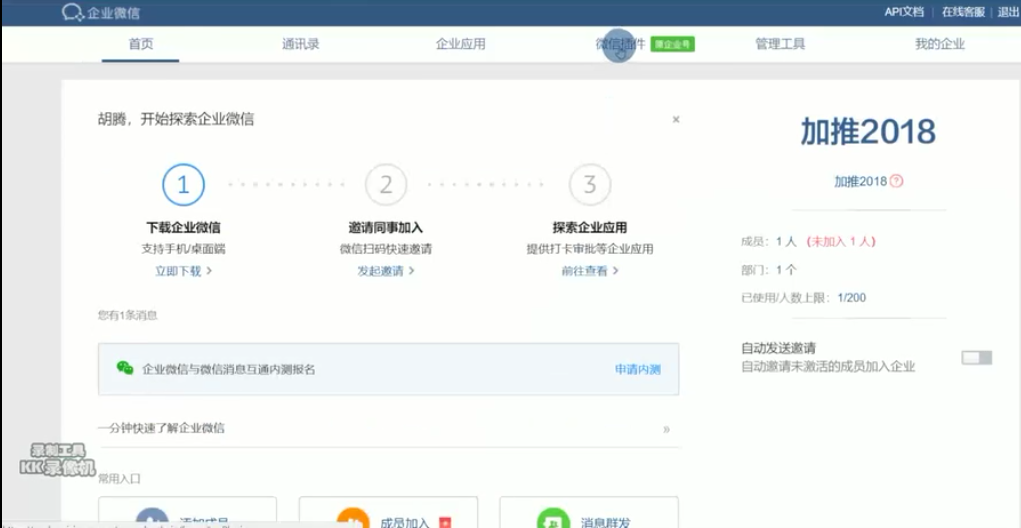 企业微信
API文档 | 在线客服 | 退出
首页 通讯录 企业应用 微信插件 原企业号 管理工具 我的企业
胡腾，开始探索企业微信 ×
加推2018
加推2018 ?
1 2 3
下载企业微信 邀请同事加入 探索企业应用
支持手机/桌面端 微信扫码快速邀请 提供打卡审批等企业应用
立即下载 > 发起邀请 > 前往查看 >
成员：1 人 （未加入 1 人）
部门：1 个
已使用/人数上限：1/200
您有1条消息
自动发送邀请
自动邀请未激活的成员加入企业
企业微信与微信消息互通内测报名 申请内测
一分钟快速了解企业微信 »
录制工具
KK录像机
常用入口
添加成员 成员加入 消息群发